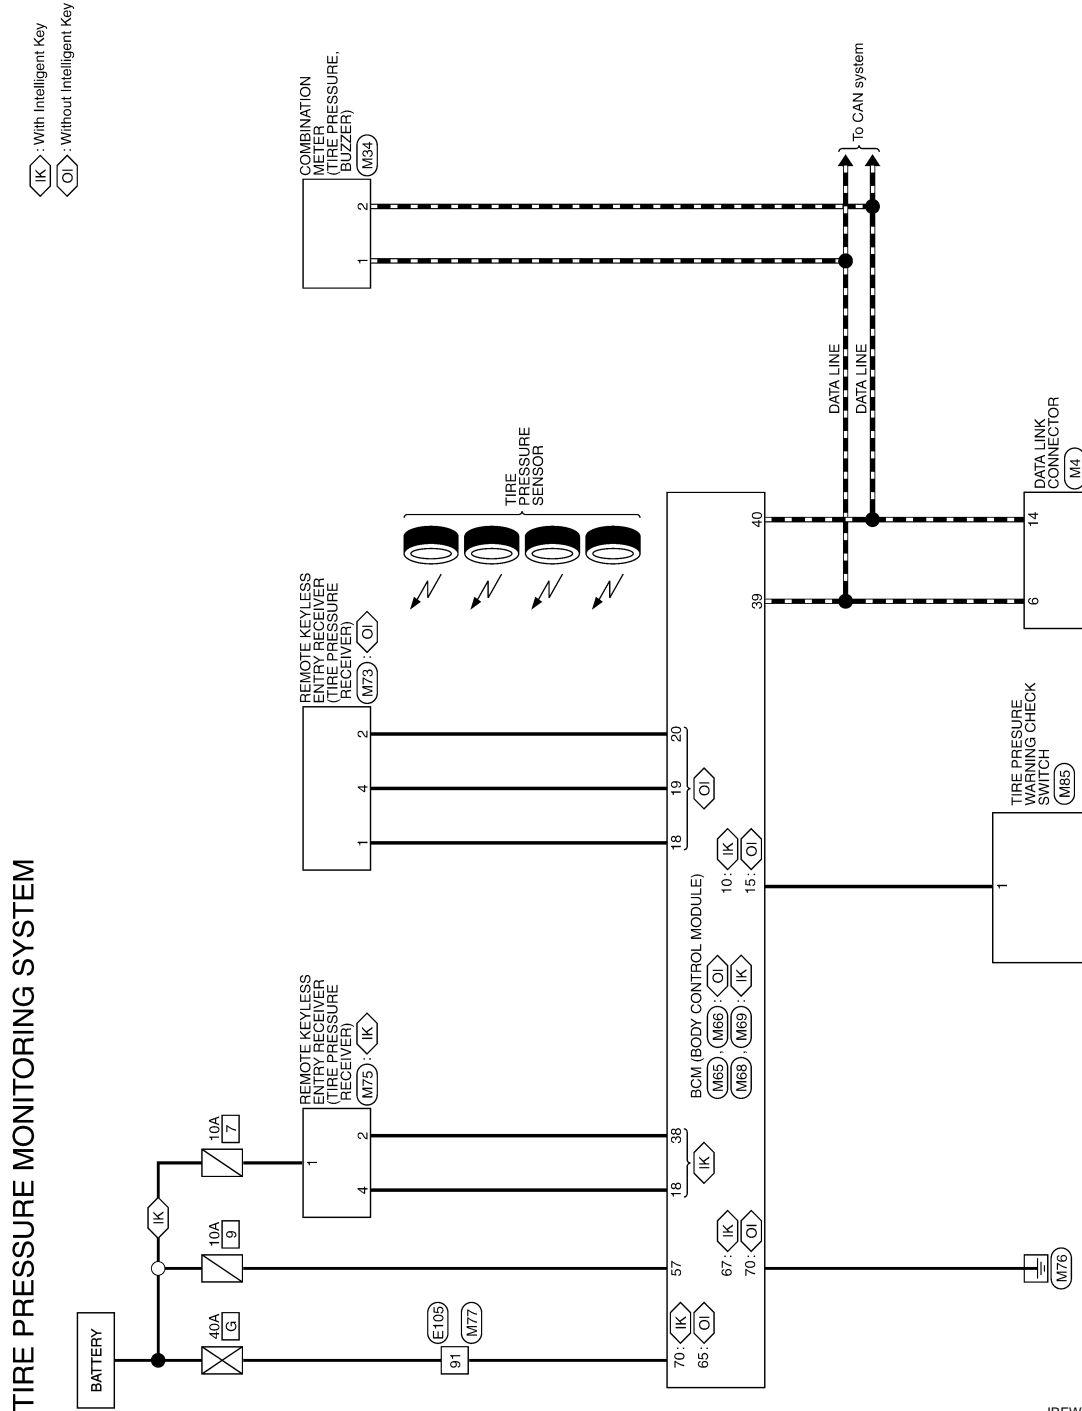 TIRE PRESSURE MONITORING SYSTEM
IK : With Intelligent Key
OI : Without Intelligent Key
BATTERY
IK
40A
G
10A
9
10A
7
E105
91
M77
REMOTE KEYLESS
ENTRY RECEIVER
(TIRE PRESSURE
RECEIVER)
M75 : IK
1
4
2
REMOTE KEYLESS
ENTRY RECEIVER
(TIRE PRESSURE
RECEIVER)
M73 : OI
1
4
2
COMBINATION
METER
(TIRE PRESSURE,
BUZZER)
M34
1
2
TIRE
PRESSURE
SENSOR
70: IK
65: OI
57
18
38
IK
18
19
20
OI
BCM (BODY CONTROL MODULE)
M65 , M66 : OI
M68 , M69 : IK
67: IK
70: OI
10: IK
15: OI
39
40
DATA LINE
DATA LINE
To CAN system
M76
TIRE PRESURE
WARNING CHECK
SWITCH
M85
1
DATA LINK
CONNECTOR
M4
6
14